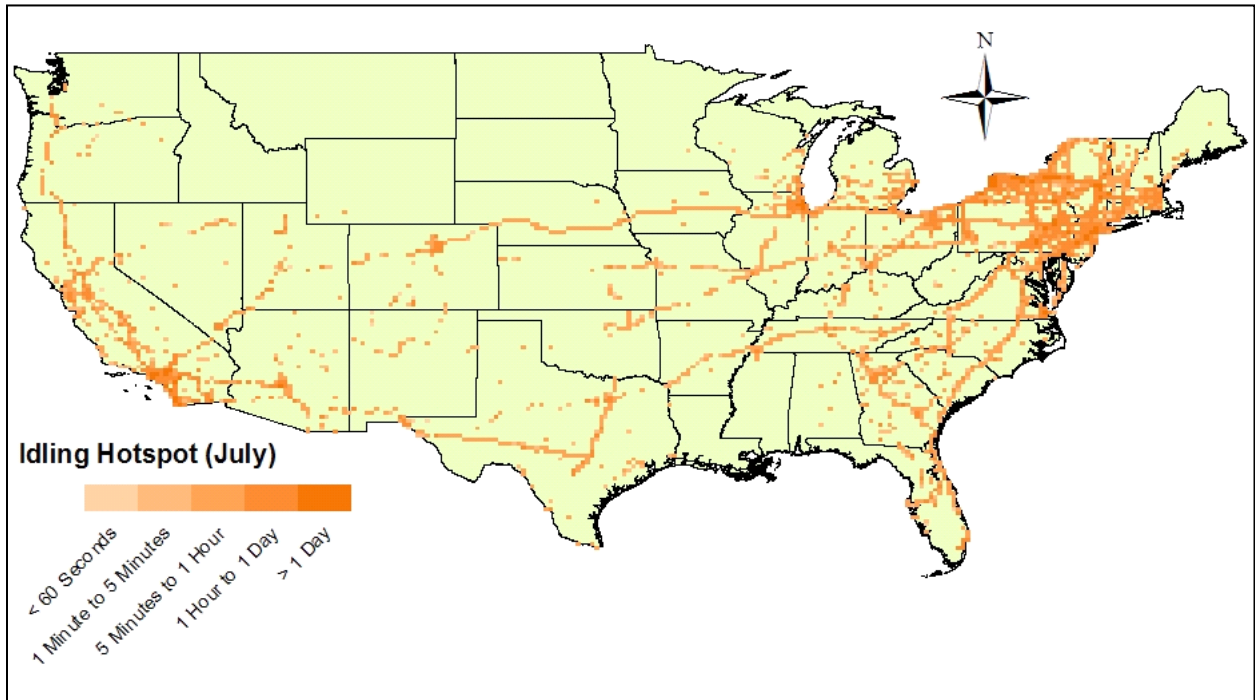 N
Idling Hotspot (July)
< 60 Seconds
1 Minute to 5 Minutes
5 Minutes to 1 Hour
1 Hour to 1 Day
> 1 Day